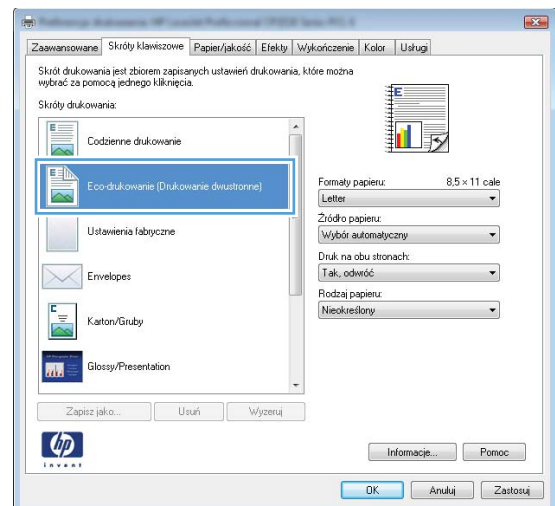 Zaawansowane Skróty klawiszowe Papier/jakość Efekty Wykończenie Kolor Usługi
Skrót drukowania jest zbiorem zapisanych ustawień drukowania, które można
wybrać za pomocą jednego kliknięcia.
Skróty drukowania:
Codzienne drukowanie
Eco-drukowanie (Drukowanie dwustronne)
Ustawienia fabryczne
Envelopes
Karton/Gruby
Glossy/Presentation
Zapisz jako... Usuń Wyzeruj
Formaty papieru: 8,5 × 11 cale
Letter
Źródło papieru:
Wybór automatyczny
Druk na obu stronach:
Tak, odwróć
Rodzaj papieru:
Nieokreślony
hp
invent
Informacje... Pomoc
OK Anuluj Zastosuj